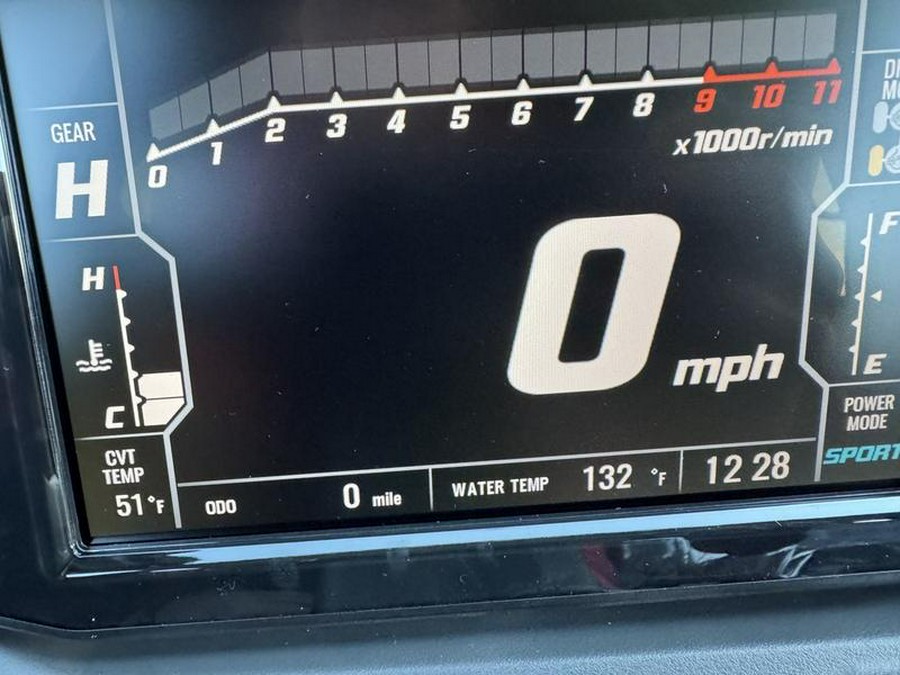 GEAR
H
H
C
CVT
TEMP
51°F
0 1 2 3 4 5 6 7 8 9 10 11
x1000r/min
0 mph
ODO 0 mile
WATER TEMP 132 °F
12 28
F
E
POWER
MODE
SPORT